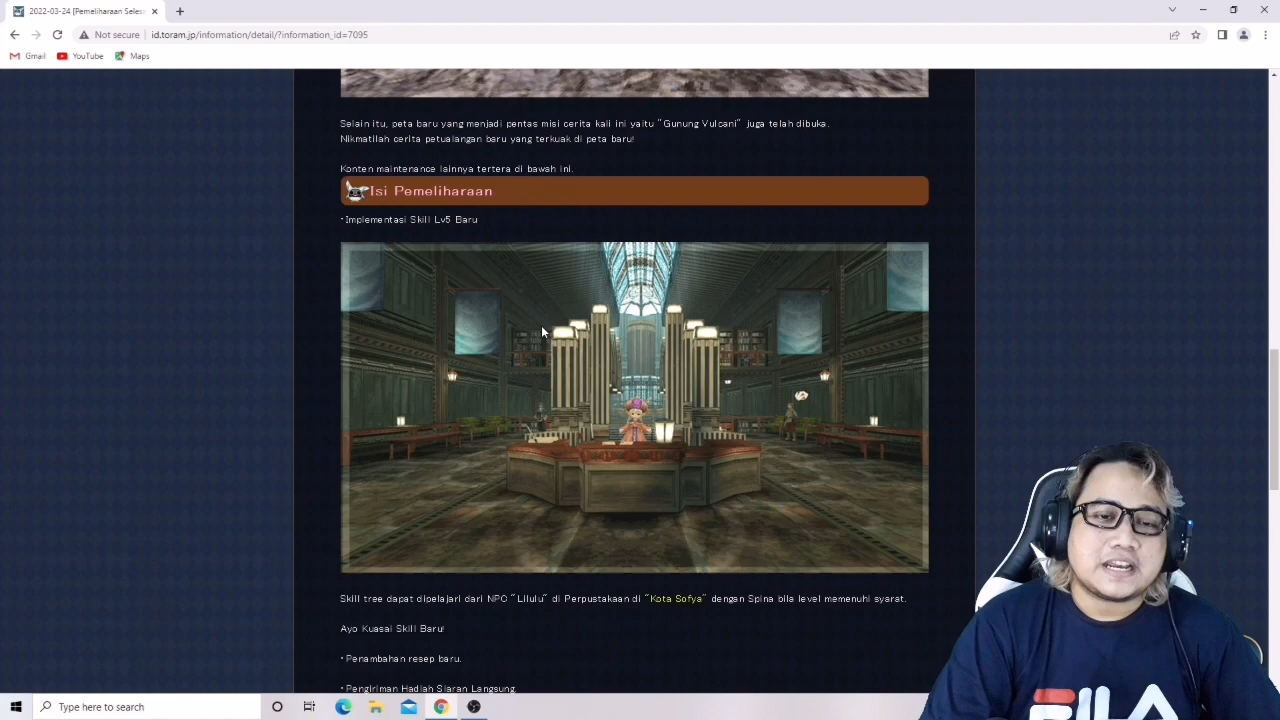 2022-03-24 [Pemeliharaan Seles
Not secure
id.toram.jp/information/detail/?information_id=7095
Gmail
YouTube
Maps
Selain itu, peta baru yang menjadi pentas misi cerita kali ini yaitu "Gunung Vulcani" juga telah dibuka.
Nikmatilah cerita petualangan baru yang terkuak di peta baru!
Konten maintenance lainnya tertera di bawah ini.
Isi Pemeliharaan
・Implementasi Skill Lv5 Baru
Skill tree dapat dipelajari dari NPC "Lilulu" di Perpustakaan di "Kota Sofya" dengan Spina bila level memenuhi syarat.
Ayo Kuasai Skill Baru!
・Penambahan resep baru.
・Pengiriman Hadiah Siaran Langsung.
FILA
Type here to search